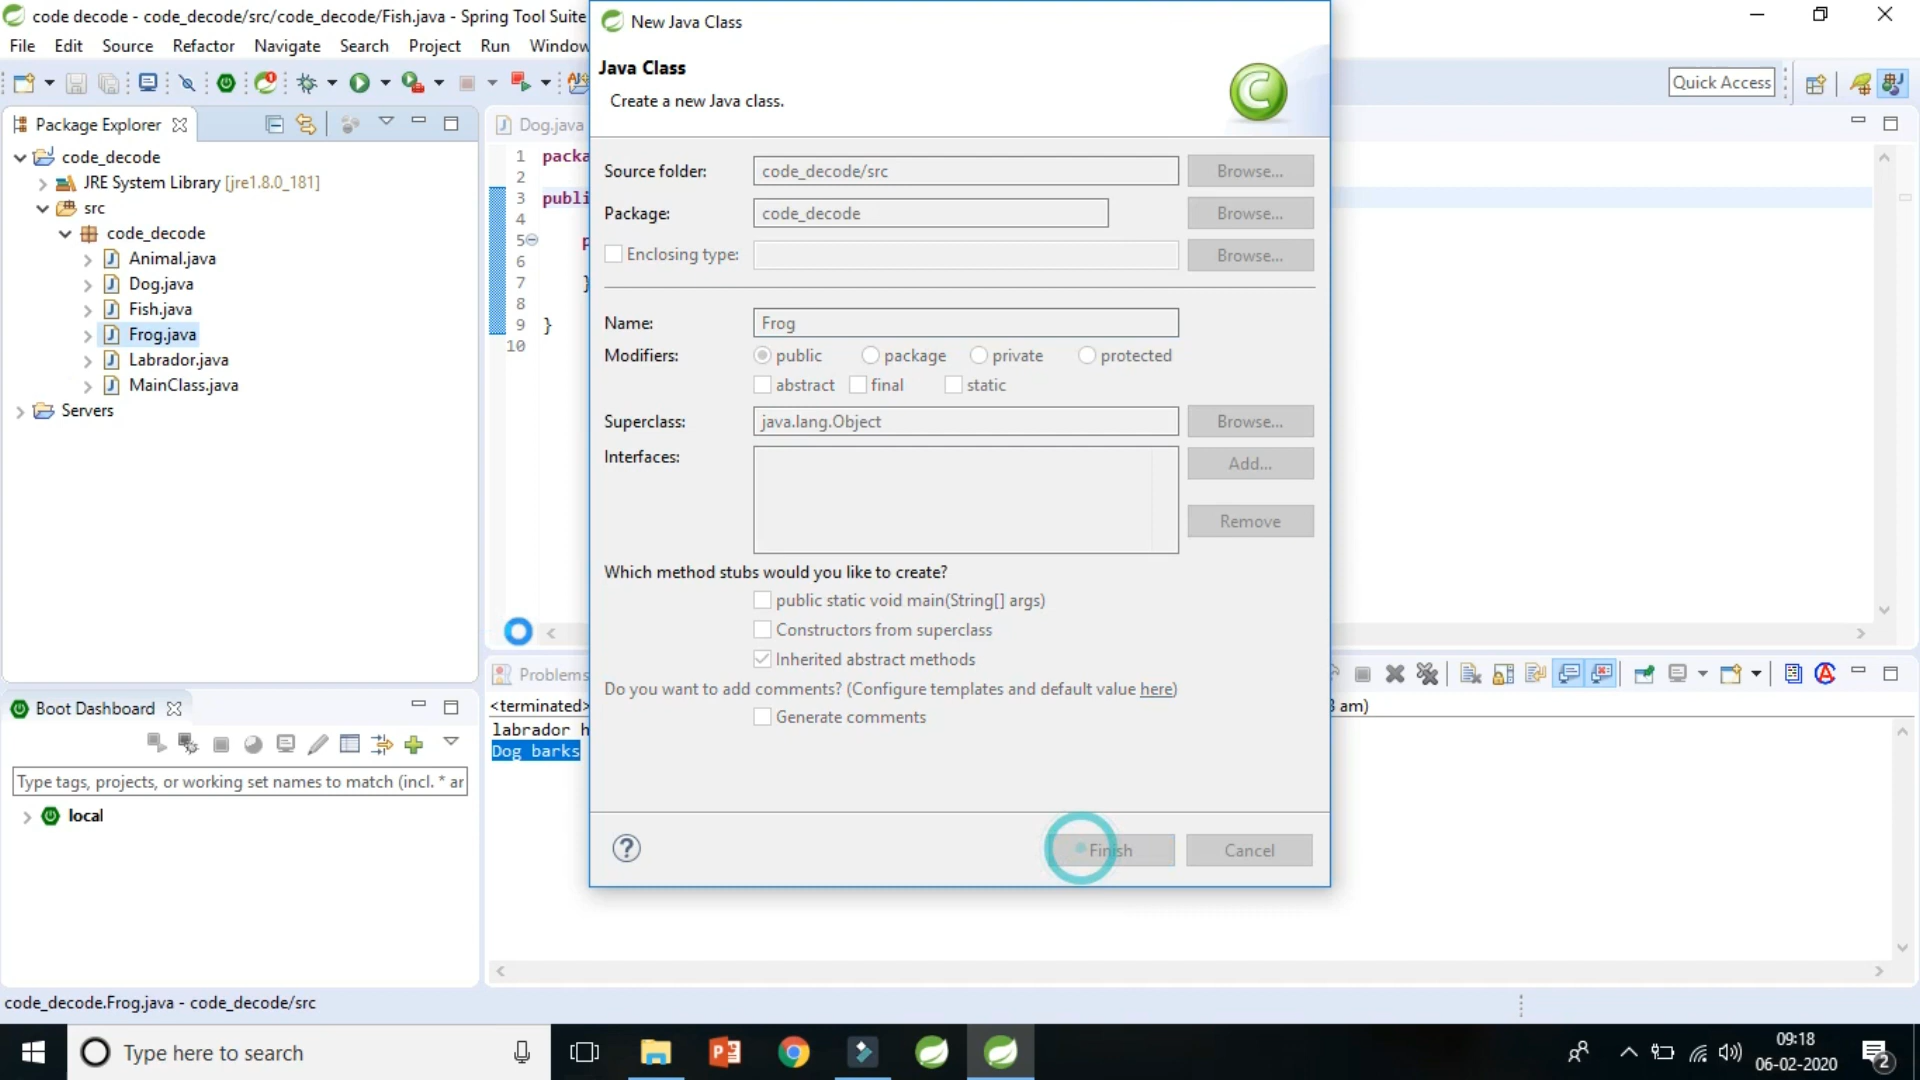 code decode - code_decode/src/code_decode/Fish.java - Spring Tool Suite
New Java Class
File Edit Source Refactor Navigate Search Project Run Window
Java Class
Create a new Java class.
Quick Access
Package Explorer
Dog.java
code_decode
JRE System Library [jre1.8.0_181]
src
code_decode
Animal.java
Dog.java
Fish.java
Frog.java
Labrador.java
MainClass.java
Servers
1 packa
2
3 publi
4
5 p
6
7 }
8
9 }
10
Source folder: code_decode/src Browse...
Package: code_decode Browse...
Enclosing type: Browse...
Name: Frog
Modifiers: public package private protected
abstract final static
Superclass: java.lang.Object Browse...
Interfaces: Add...
Remove
Which method stubs would you like to create?
public static void main(String[] args)
Constructors from superclass
Inherited abstract methods
Do you want to add comments? (Configure templates and default value here)
Generate comments
? Finish Cancel
Problems
<terminated> am)
labrador h
Dog barks
Boot Dashboard
Type tags, projects, or working set names to match (incl. * ar
local
code_decode.Frog.java - code_decode/src
Type here to search
09:18
06-02-2020
2